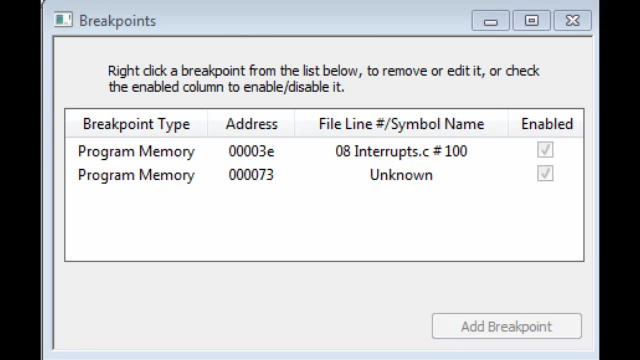 Breakpoints
Right click a breakpoint from the list below, to remove or edit it, or check
the enabled column to enable/disable it.
Breakpoint Type Address File Line #/Symbol Name Enabled
Program Memory 00003e 08 Interrupts.c # 100
Program Memory 000073 Unknown
Add Breakpoint